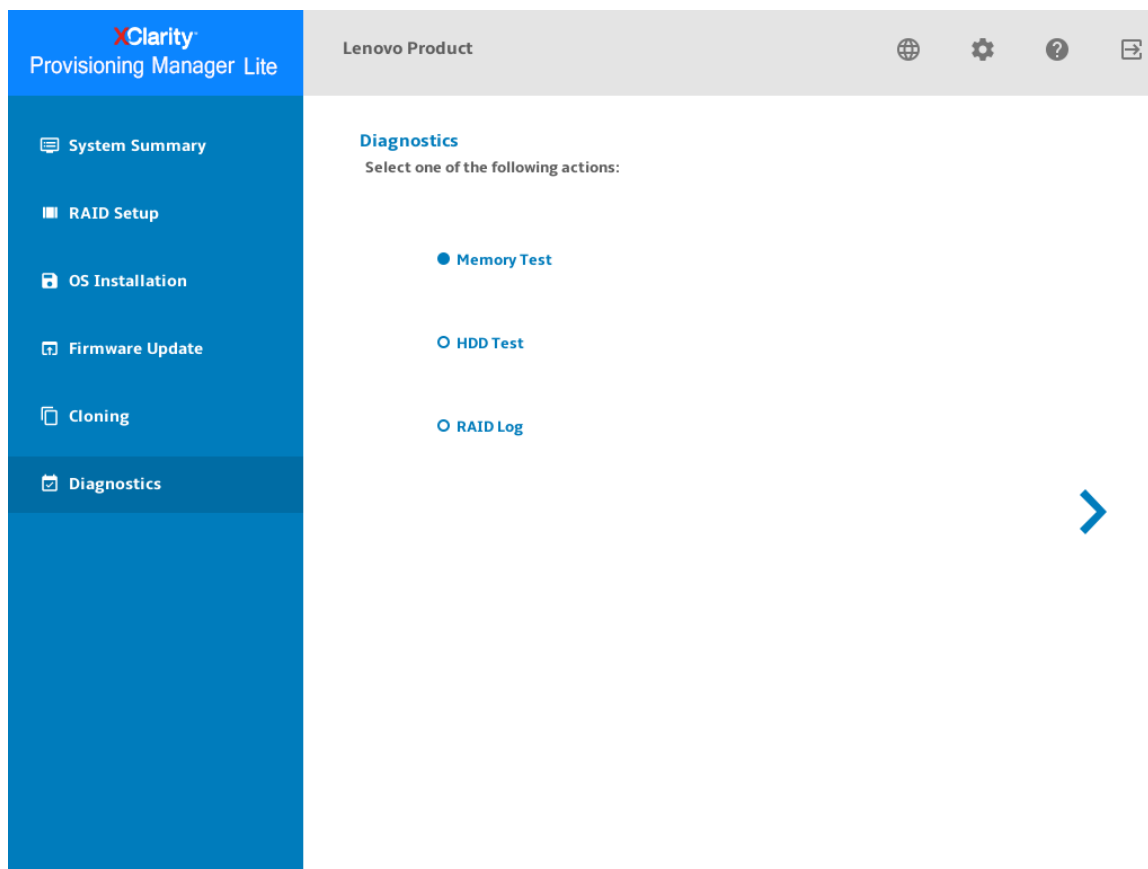 XClarity™
Provisioning Manager Lite
Lenovo Product
System Summary
RAID Setup
OS Installation
Firmware Update
Cloning
Diagnostics
Diagnostics
Select one of the following actions:
Memory Test
HDD Test
RAID Log